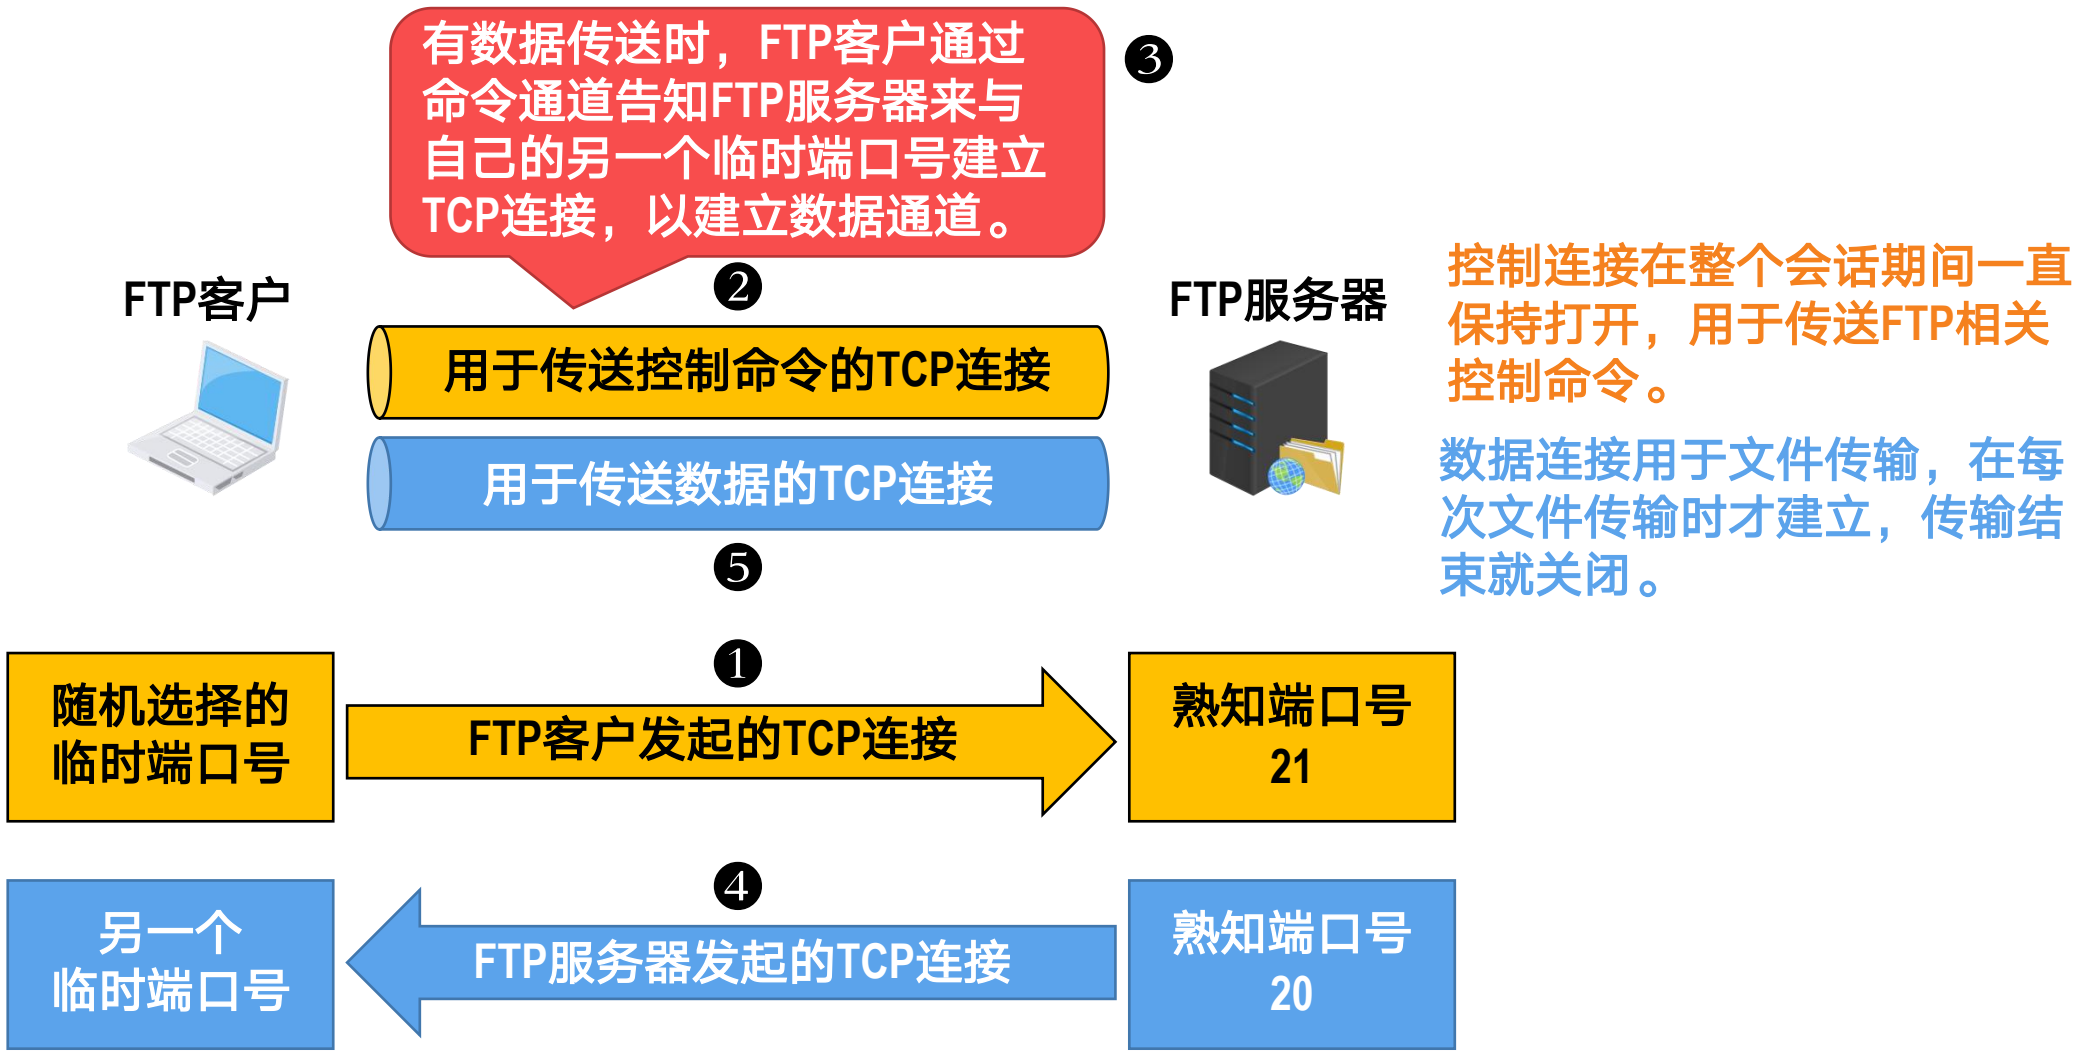 有数据传送时，FTP客户通过
命令通道告知FTP服务器来与
自己的另一个临时端口号建立
TCP连接，以建立数据通道。
❸
❷
FTP客户
FTP服务器
用于传送控制命令的TCP连接
用于传送数据的TCP连接
❺
控制连接在整个会话期间一直
保持打开，用于传送FTP相关
控制命令。
数据连接用于文件传输，在每
次文件传输时才建立，传输结
束就关闭。
❶
随机选择的
临时端口号
FTP客户发起的TCP连接
熟知端口号
21
❹
另一个
临时端口号
FTP服务器发起的TCP连接
熟知端口号
20